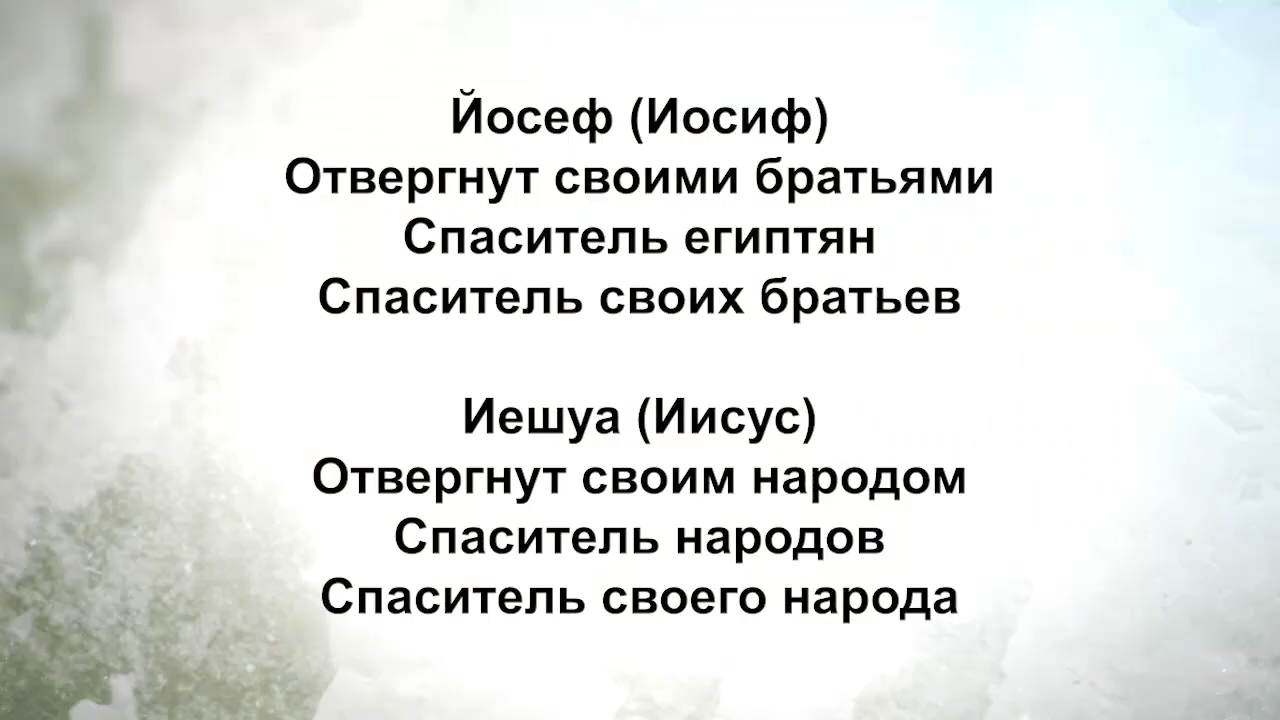 Йосеф (Иосиф)
Отвергнут своими братьями
Спаситель египтян
Спаситель своих братьев
Иешуа (Иисус)
Отвергнут своим народом
Спаситель народов
Спаситель своего народа